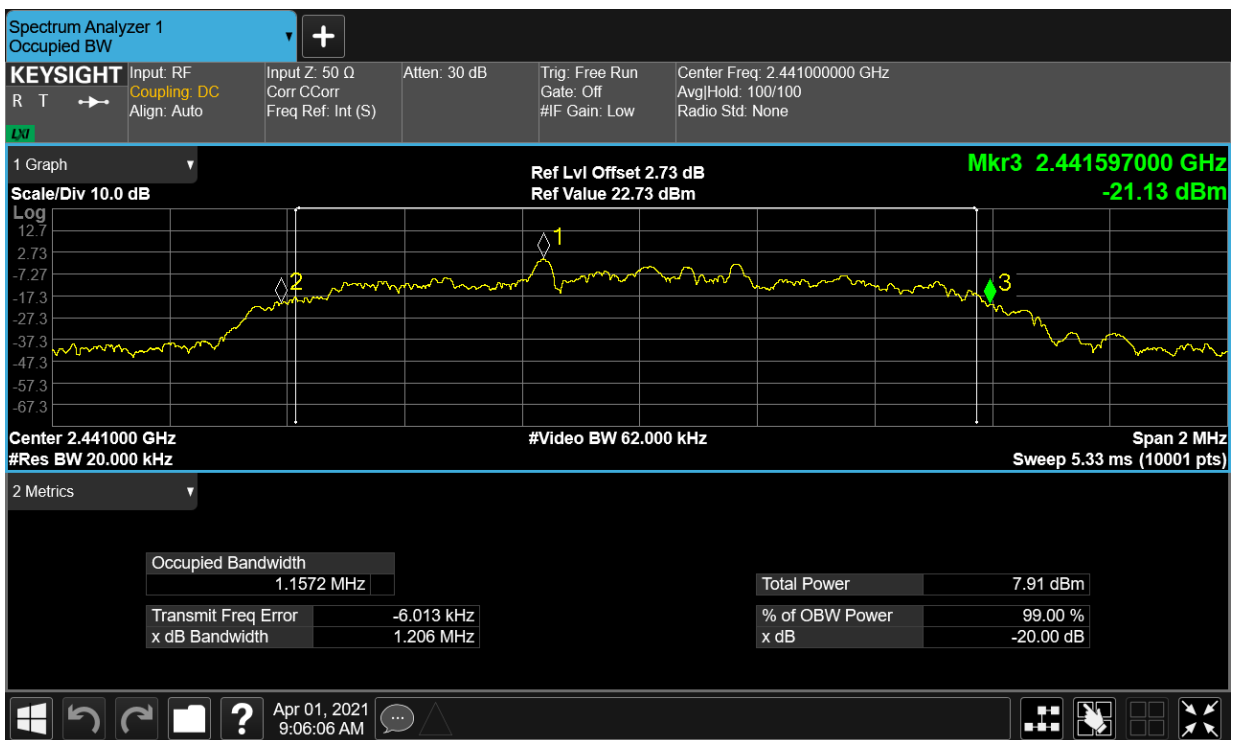 Spectrum Analyzer 1
Occupied BW
+
KEYSIGHT
R T
LXI
Input: RF
Coupling: DC
Align: Auto
Input Z: 50 Ω
Corr CCorr
Freq Ref: Int (S)
Atten: 30 dB
Trig: Free Run
Gate: Off
#IF Gain: Low
Center Freq: 2.441000000 GHz
Avg|Hold: 100/100
Radio Std: None
1 Graph
Scale/Div 10.0 dB
Ref Lvl Offset 2.73 dB
Ref Value 22.73 dBm
Mkr3 2.441597000 GHz
-21.13 dBm
Log
12.7
2.73
-7.27
-17.3
-27.3
-37.3
-47.3
-57.3
-67.3
1
2
3
Center 2.441000 GHz
#Res BW 20.000 kHz
#Video BW 62.000 kHz
Span 2 MHz
Sweep 5.33 ms (10001 pts)
2 Metrics
Occupied Bandwidth
1.1572 MHz
Transmit Freq Error -6.013 kHz
x dB Bandwidth 1.206 MHz
Total Power 7.91 dBm
% of OBW Power 99.00 %
x dB -20.00 dB
?
Apr 01, 2021
9:06:06 AM